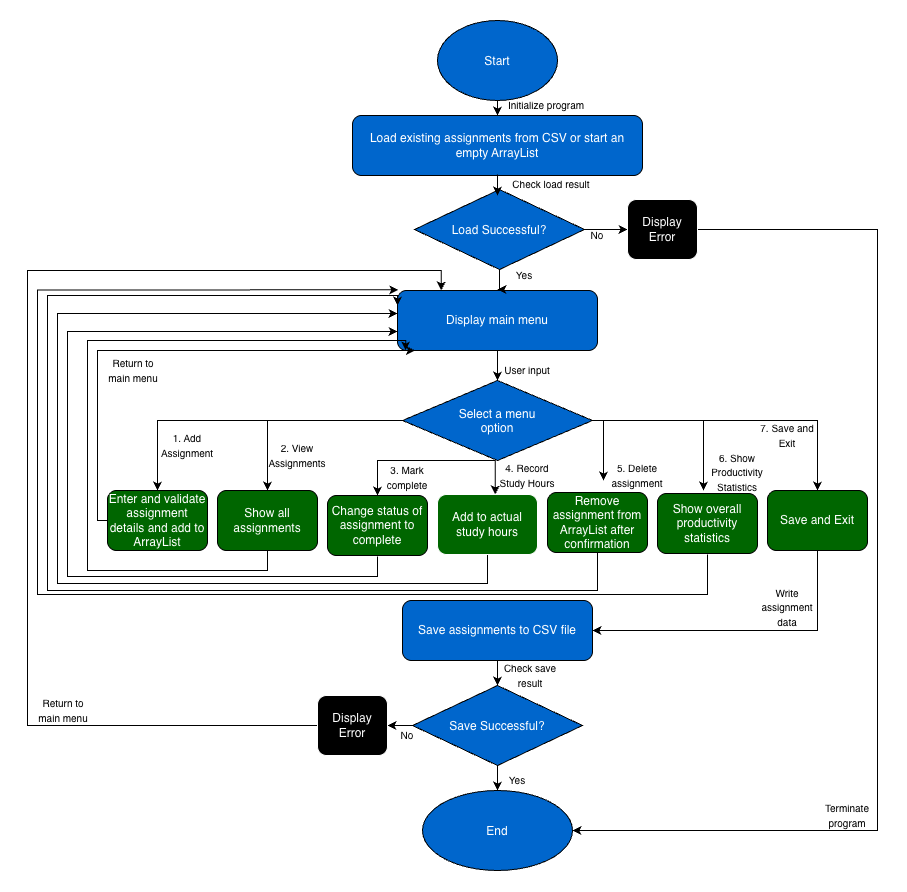 Start
Initialize program
Load existing assignments from CSV or start an
empty ArrayList
Check load result
Load Successful?
No
Display
Error
Yes
Display main menu
Return to
main menu
User input
Select a menu
option
1. Add
Assignment
2. View
Assignments
3. Mark
complete
4. Record
Study Hours
5. Delete
assignment
6. Show
Productivity
Statistics
7. Save and
Exit
Enter and validate
assignment
details and add to
ArrayList
Show all
assignments
Change status of
assignment to
complete
Add to actual
study hours
Remove
assignment from
ArrayList after
confirmation
Show overall
productivity
statistics
Save and Exit
Write
assignment
data
Save assignments to CSV file
Check save
result
Save Successful?
No
Display
Error
Return to
main menu
Yes
End
Terminate
program